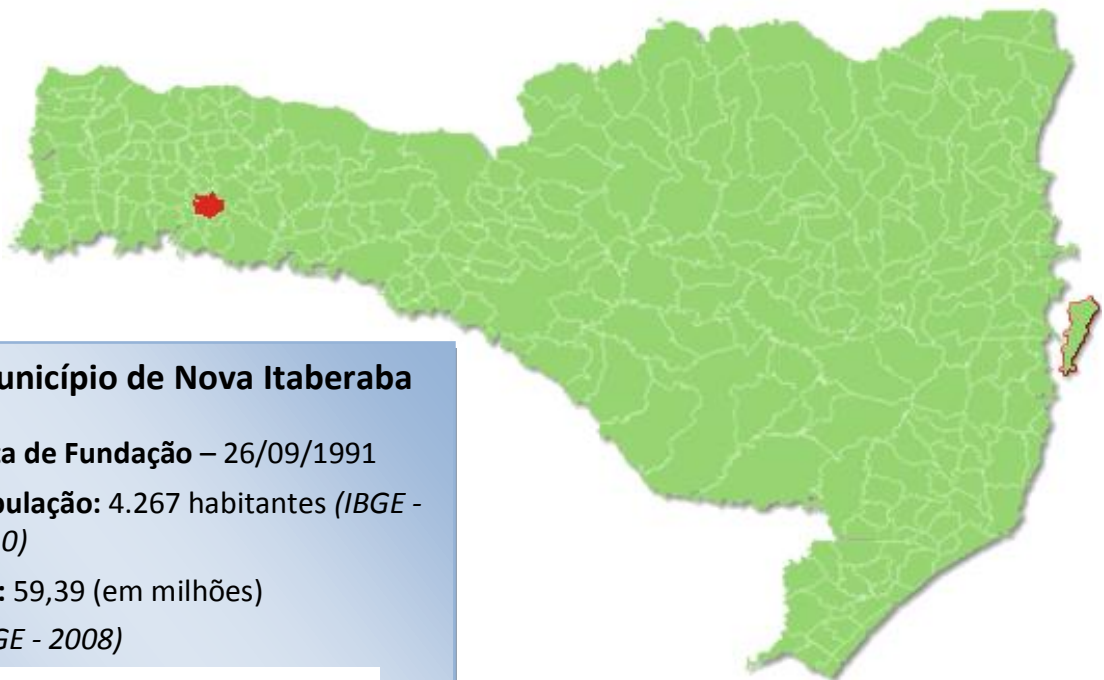 unicípio de Nova Itaberaba
a de Fundação – 26/09/1991
pulação: 4.267 habitantes (IBGE -
0)
: 59,39 (em milhões)
GE - 2008)